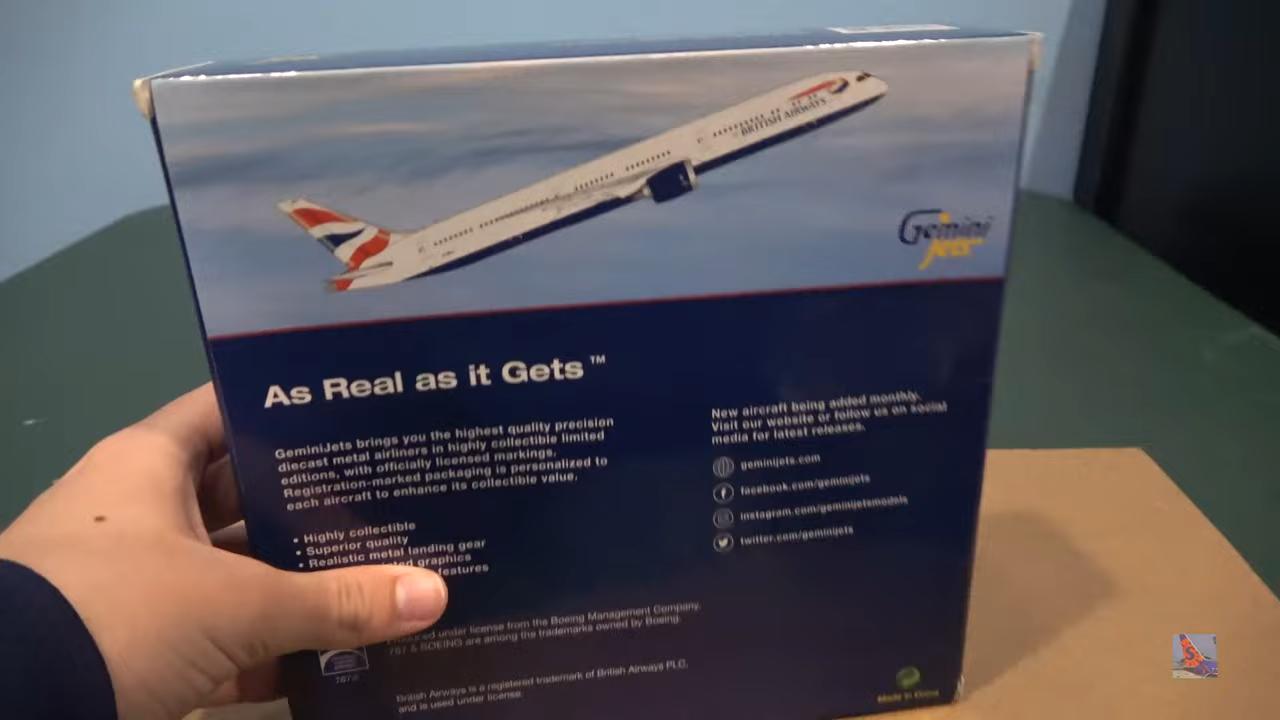 BRITISH AIRWAYS
Gemini
Jets
As Real as it Gets™
GeminiJets brings you the highest quality precision
diecast metal airliners in highly collectible limited
editions, with officially licensed markings.
Registration-marked packaging is personalized to
each aircraft to enhance its collectible value.
• Highly collectible
• Superior quality
• Realistic metal landing gear
graphics
features
New aircraft being added monthly.
Visit our website or follow us on social
media for latest releases.
geminijets.com
facebook.com/geminijets
instagram.com/geminijetsmodels
twitter.com/geminijets
under license from the Boeing Management Company.
787 & BOEING are among the trademarks owned by Boeing.
British Airways is a registered trademark of British Airways PLC,
and is used under license.
Made in China